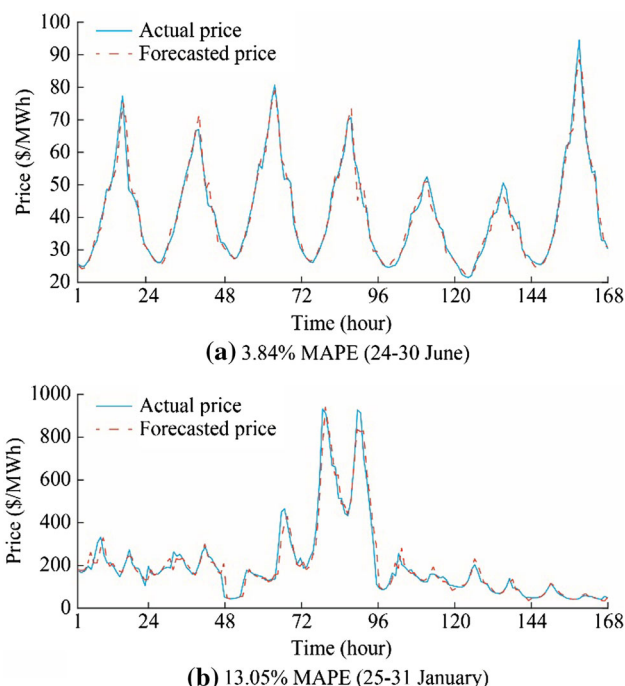 100
90
80
70
60
50
40
30
20
Price ($/MWh)
Actual price
Forecasted price
1 24 48 72 96 120 144 168
Time (hour)
(a) 3.84% MAPE (24-30 June)
1000
800
600
400
200
0
Price ($/MWh)
Actual price
Forecasted price
1 24 48 72 96 120 144 168
Time (hour)
(b) 13.05% MAPE (25-31 January)